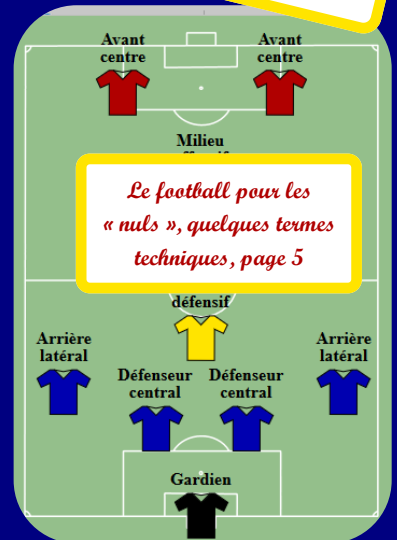 Avant
centre
Avant
centre
Milieu
Le football pour les
« nuls », quelques termes
techniques, page 5
défensif
Arrière
latéral
Arrière
latéral
Défenseur
central
Défenseur
central
Gardien